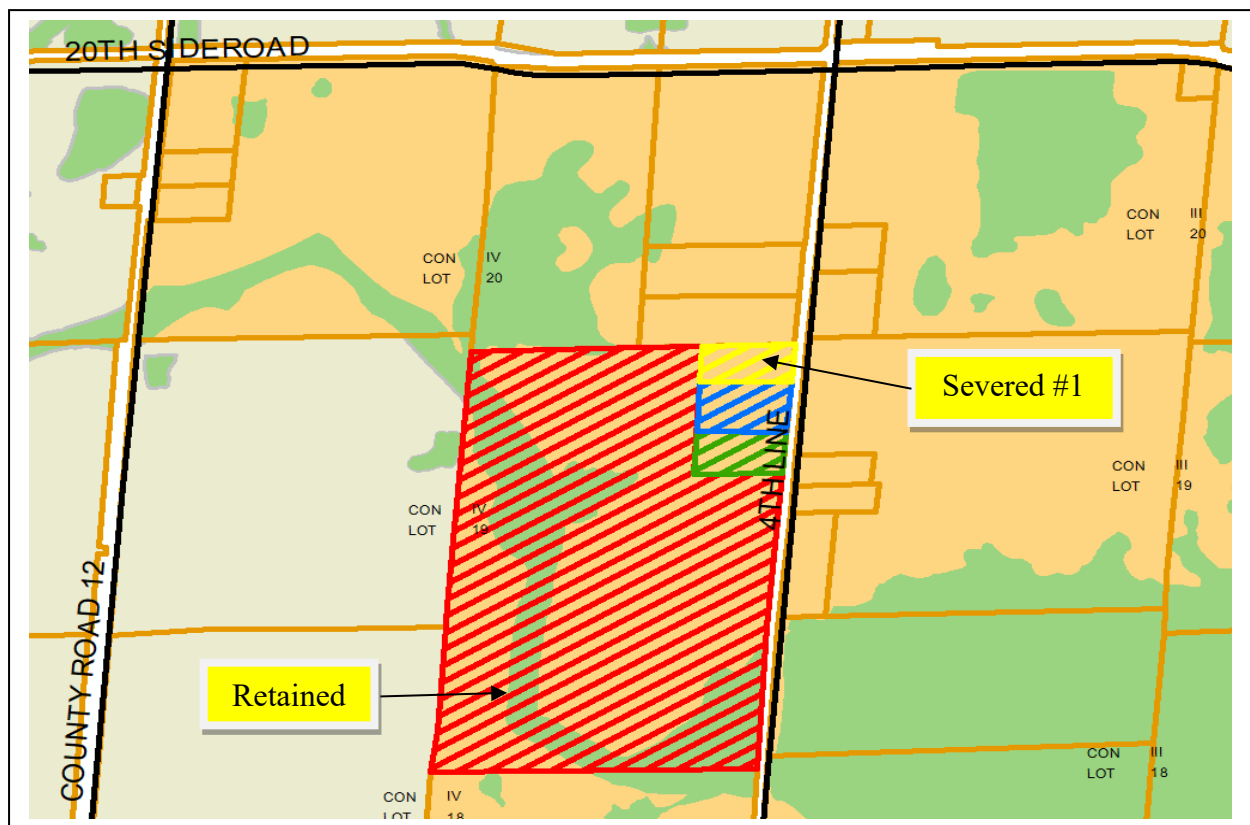 20TH SIDEROAD
CON III
LOT 20
CON IV
LOT 20
Severed #1
4TH LINE
CON III
LOT 19
CON IV
LOT 19
COUNTY ROAD 12
Retained
CON III
LOT 18
CON IV
LOT 18